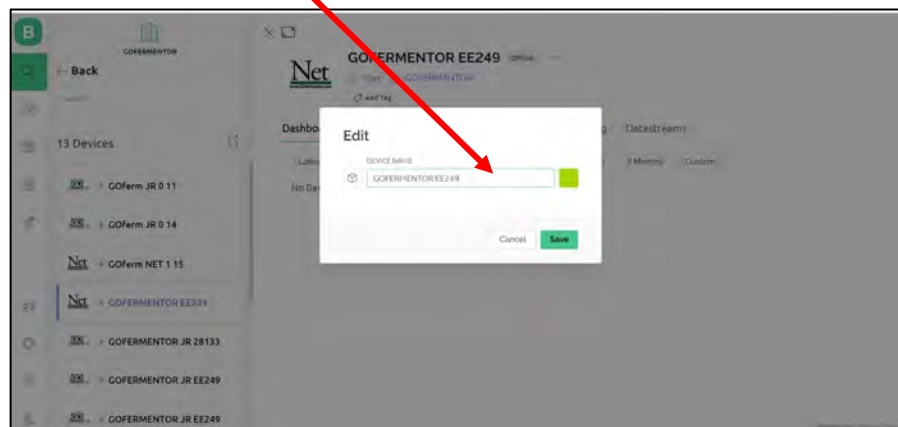 B
GOFERMENTOR
← Back
13 Devices
GOferm JR 0 11
GOferm JR 0 14
Net GOferm NET 1 15
Net GOFERMENTOR EE249
GOFERMENTOR JR 28133
GOFERMENTOR JR EE249
GOFERMENTOR JR EE249
Net
GOFERMENTOR EE249
GOFERMENTOR
Add Tag
Dashbo
Datastreams
Lates
3 Months
Custom
No Da
Edit
DEVICE NAME
GOFERMENTOR EE249
Cancel
Save